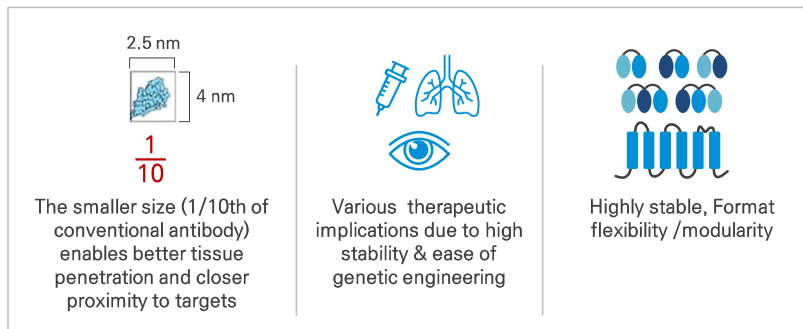 2.5 nm
4 nm
1
10
The smaller size (1/10th of
conventional antibody)
enables better tissue
penetration and closer
proximity to targets
Various therapeutic
implications due to high
stability & ease of
genetic engineering
Highly stable, Format
flexibility /modularity